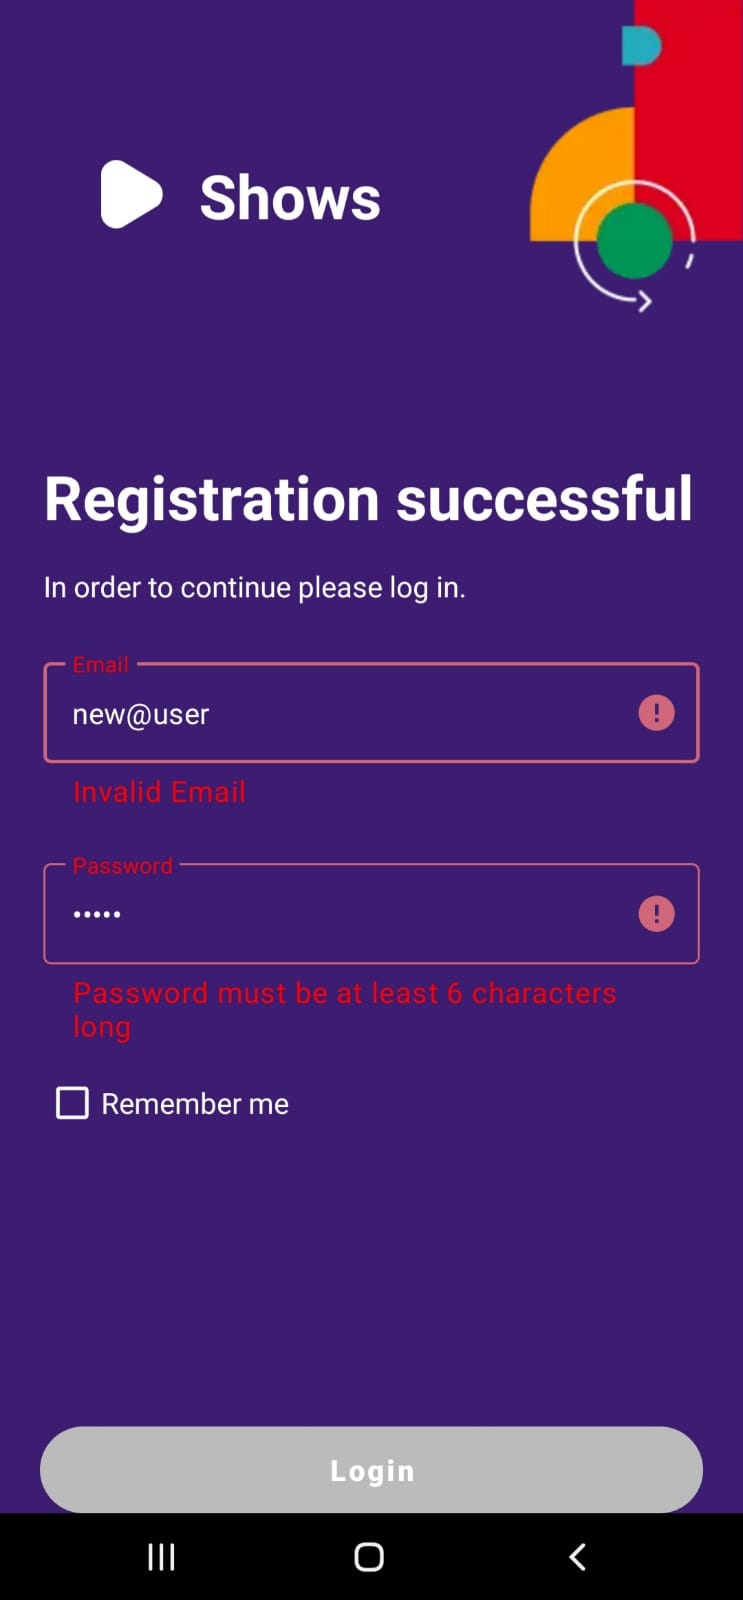 Shows
Registration successful
In order to continue please log in.
Email
new@user
Invalid Email
Password
•••••
Password must be at least 6 characters
long
Remember me
Login